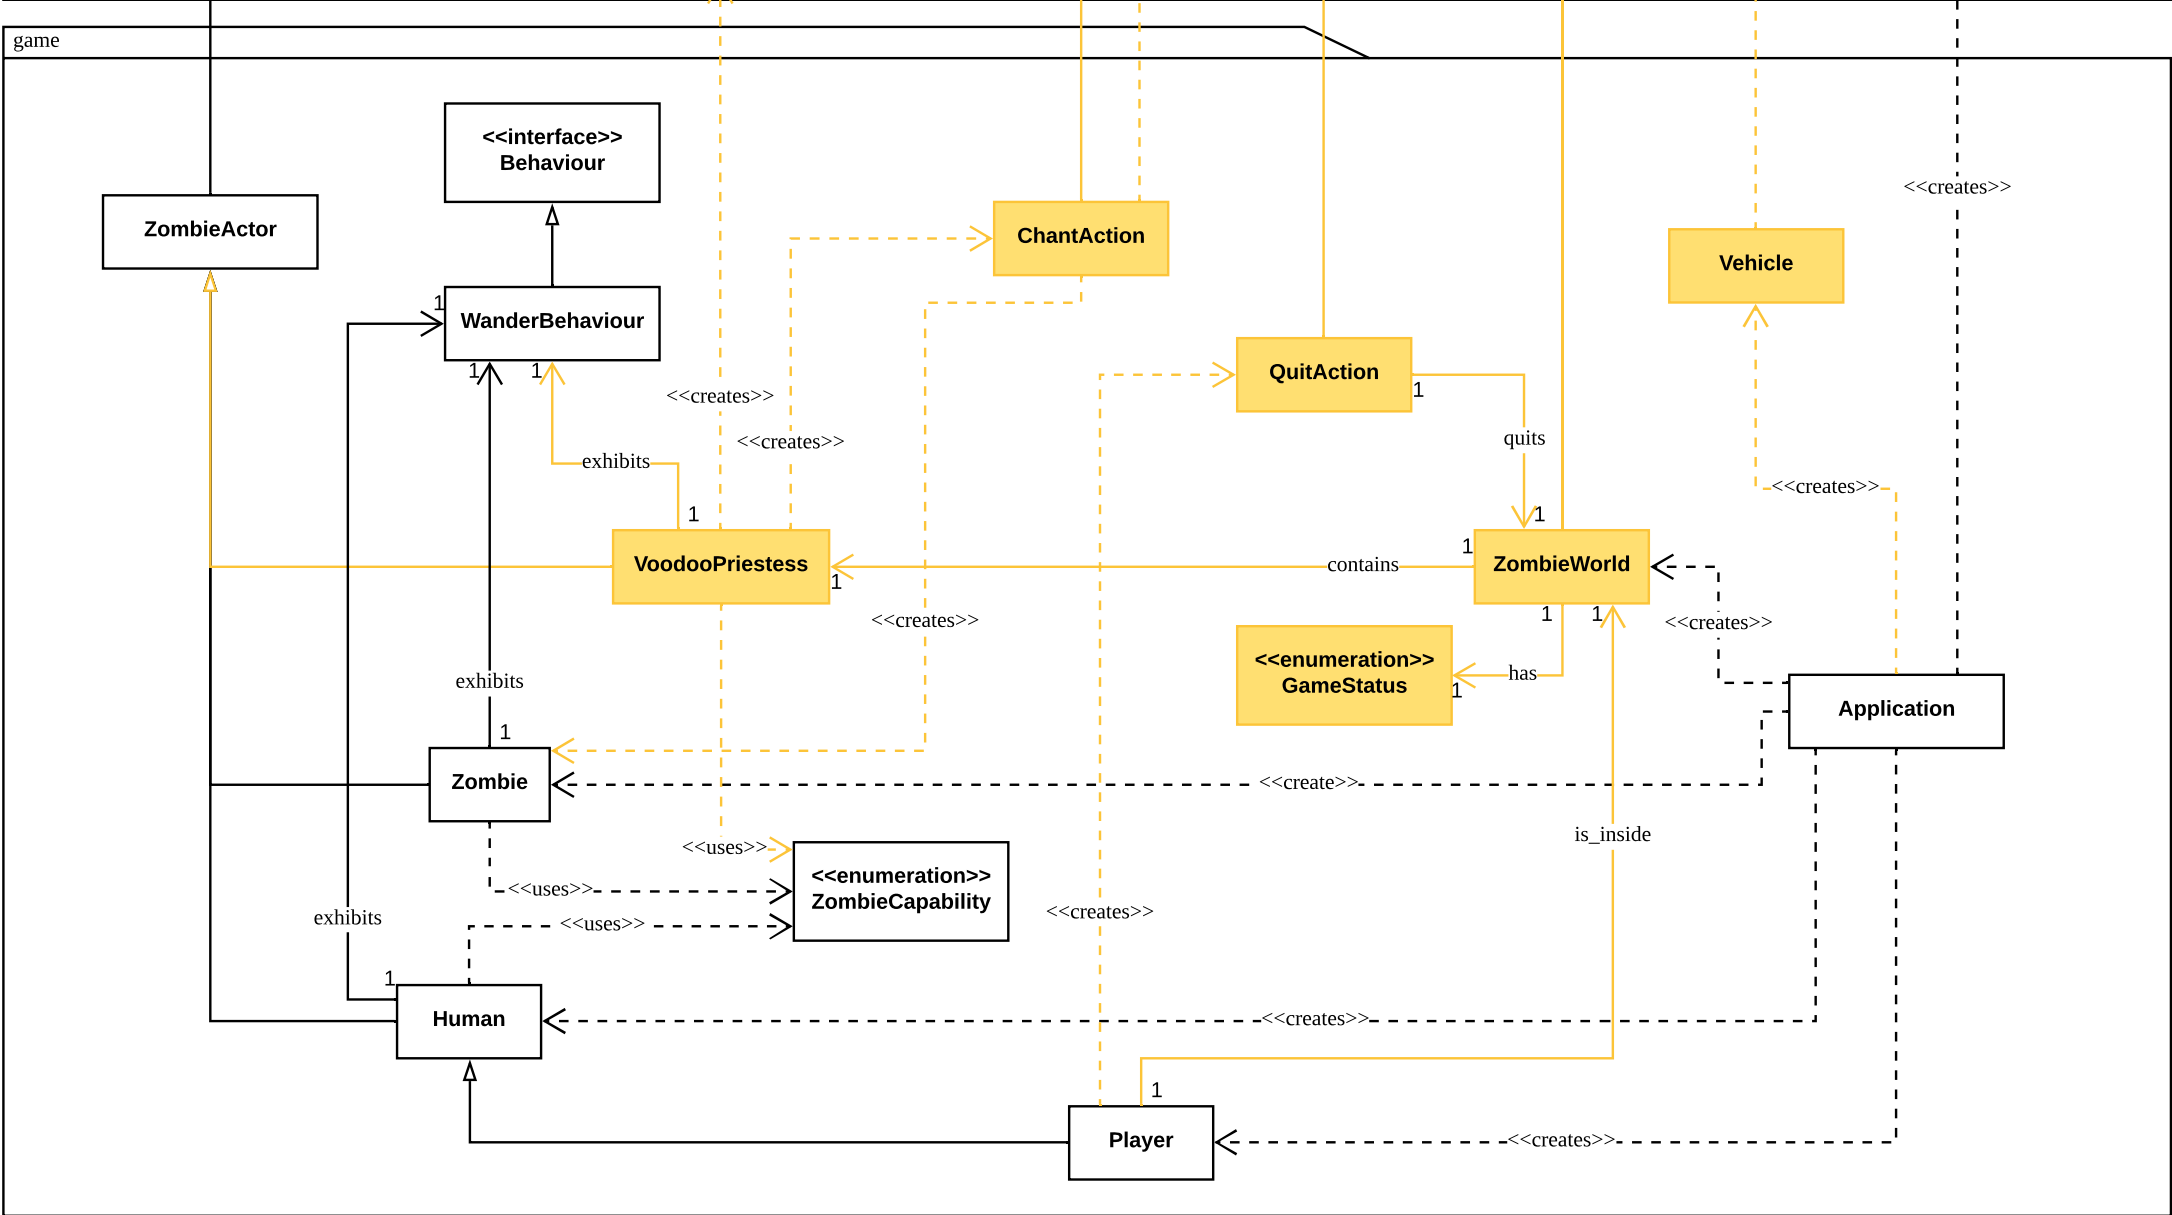 game
<<interface>>
Behaviour
<<creates>>
ZombieActor
ChantAction
Vehicle
1
WanderBehaviour
1
1
QuitAction
1
<<creates>>
<<creates>>
quits
exhibits
<<creates>>
1
1
1
VoodooPriestess
contains
ZombieWorld
1
1
1
<<creates>>
<<creates>>
<<enumeration>>
GameStatus
has
1
exhibits
Application
1
Zombie
<<create>>
is_inside
<<uses>>
<<enumeration>>
ZombieCapability
<<uses>>
<<uses>>
<<creates>>
exhibits
1
Human
<<creates>>
1
Player
<<creates>>